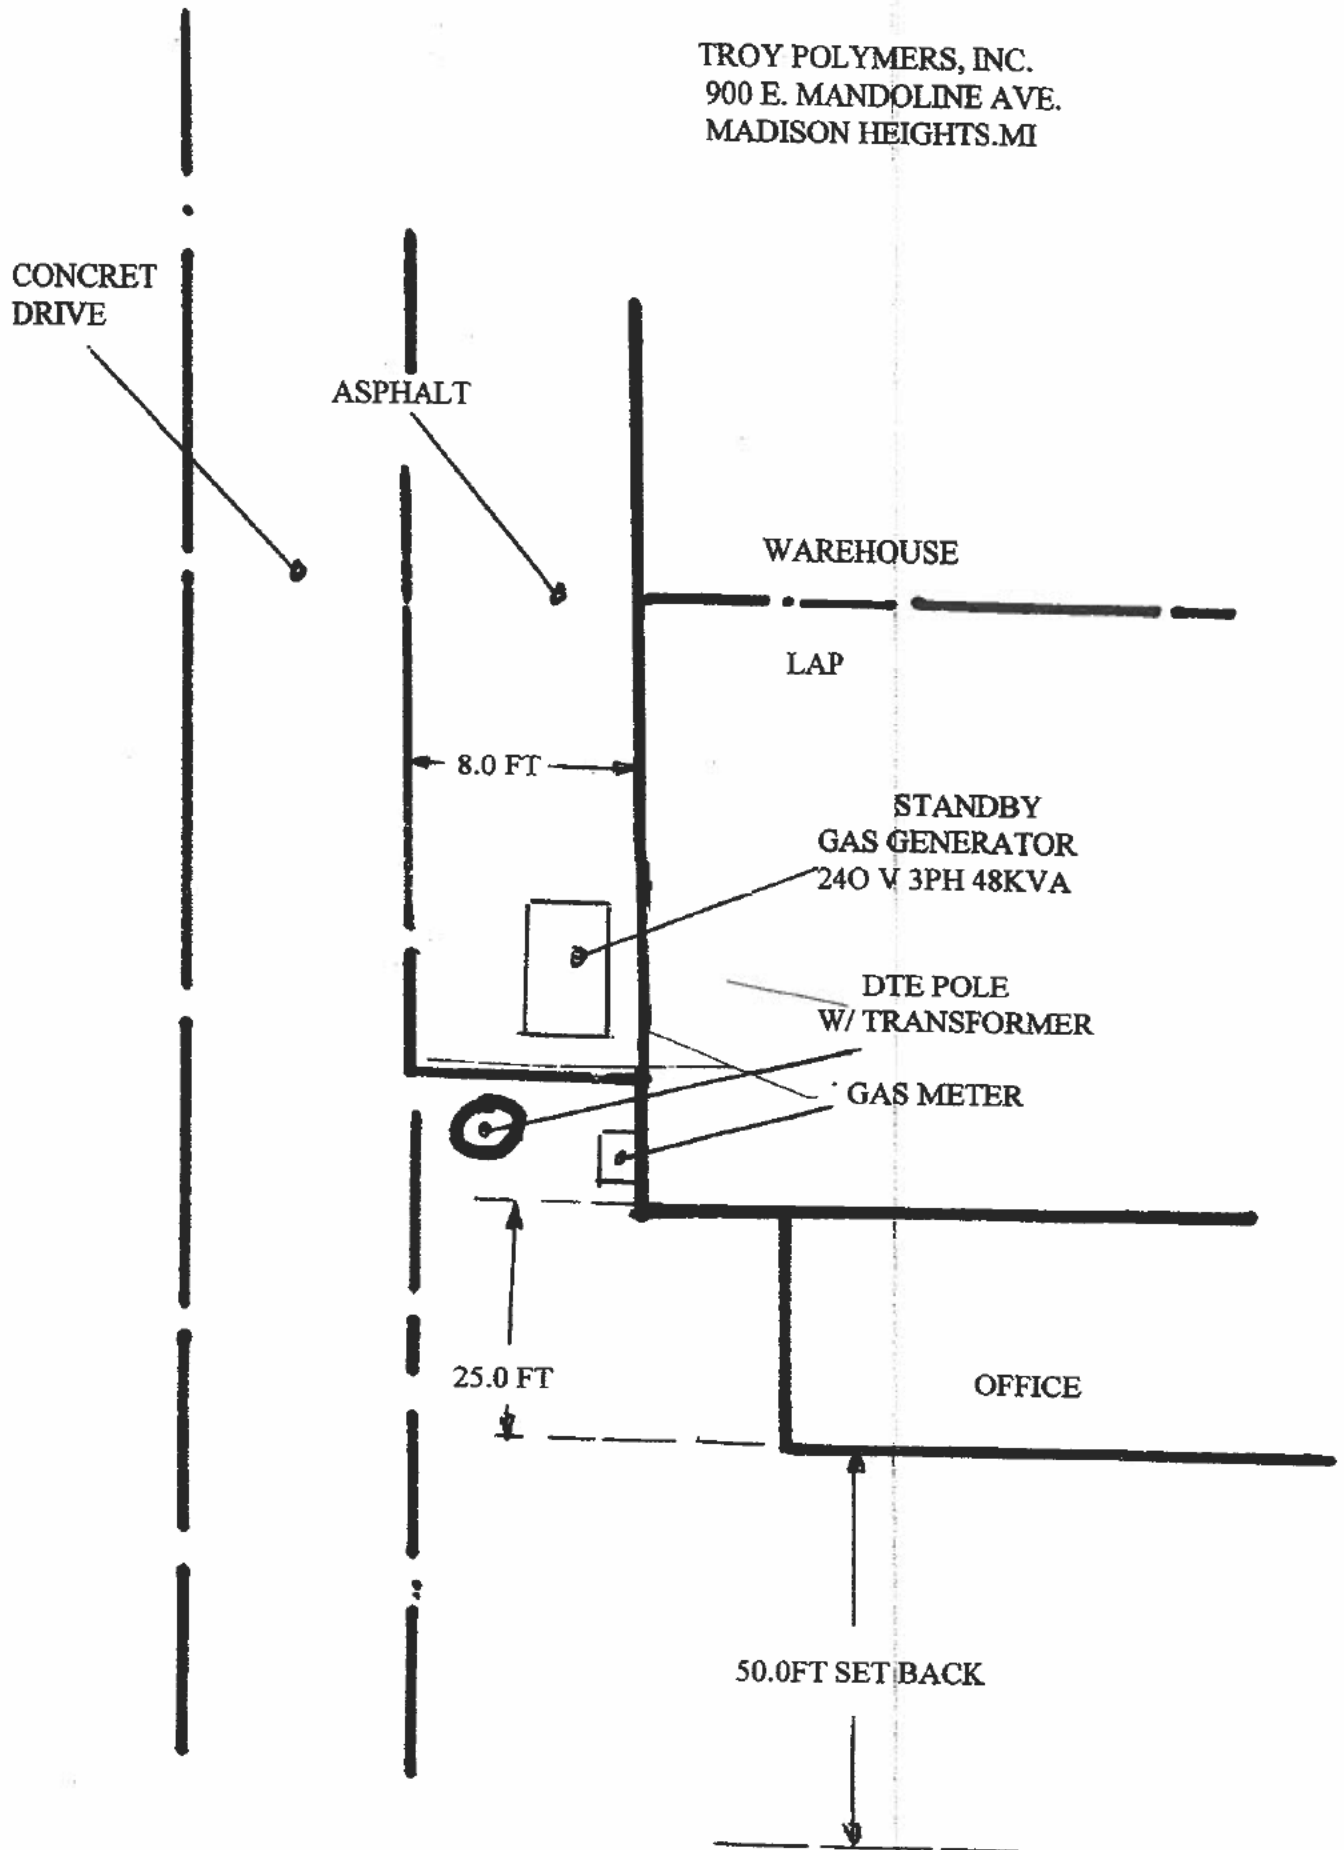 TROY POLYMERS, INC.
900 E. MANDOLINE AVE.
MADISON HEIGHTS.MI
CONCRET
DRIVE
ASPHALT
WAREHOUSE
LAP
8.0 FT
STANDBY
GAS GENERATOR
24O V 3PH 48KVA
DTE POLE
W/ TRANSFORMER
GAS METER
25.0 FT
OFFICE
50.0FT SET BACK